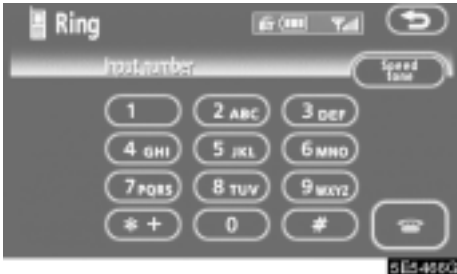 Ring
Input number
Speed tone
1 2 ABC 3 DEF
4 GHI 5 JKL 6 MNO
7 PQRS 8 TUV 9 WXYZ
* + 0 #